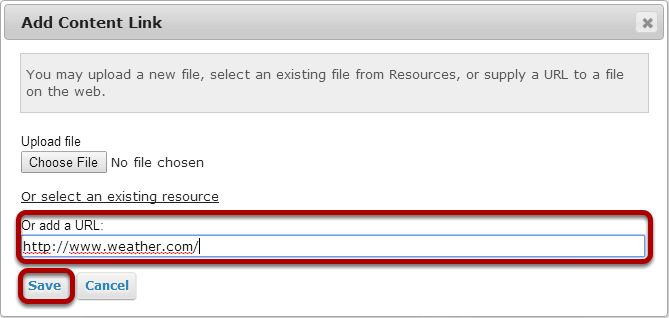 Add Content Link
You may upload a new file, select an existing file from Resources, or supply a URL to a file
on the web.
Upload file
Choose File No file chosen
Or select an existing resource
Or add a URL:
http://www.weather.com/
Save Cancel